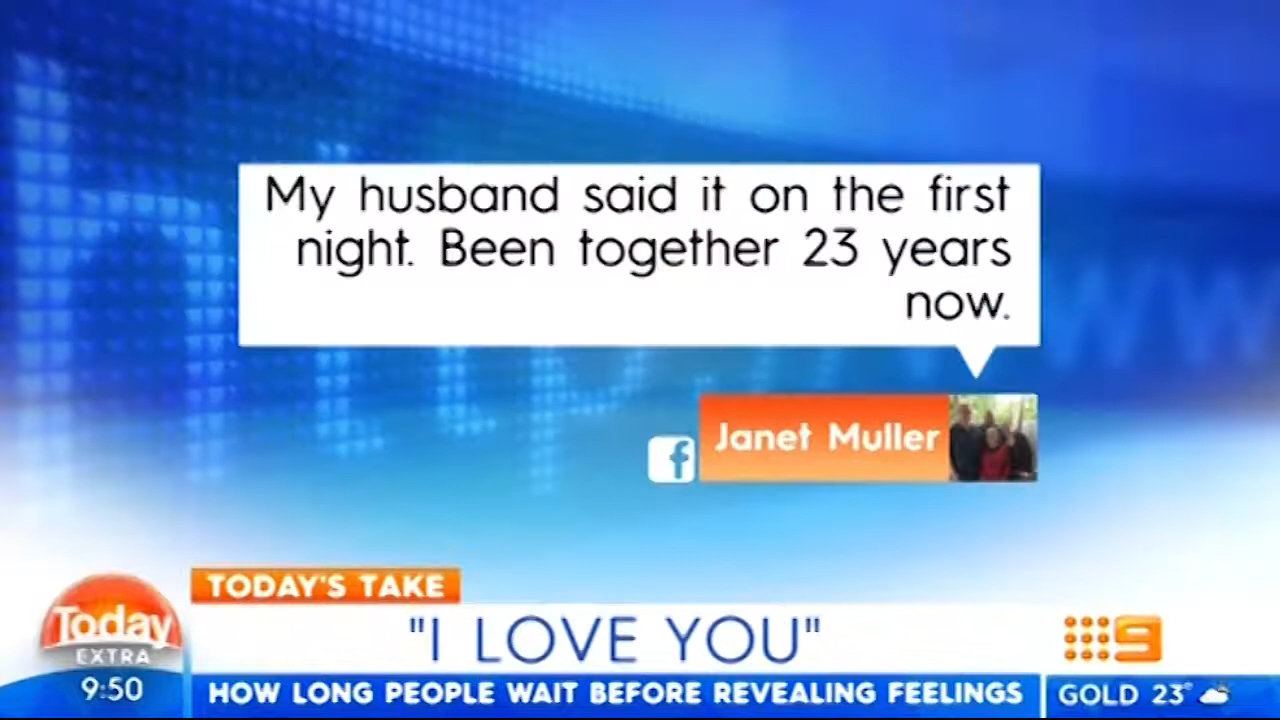 My husband said it on the first
night. Been together 23 years
now.
f
Janet Muller
TODAY'S TAKE
"I LOVE YOU"
Today
EXTRA
9
9:50
HOW LONG PEOPLE WAIT BEFORE REVEALING FEELINGS
GOLD 23°